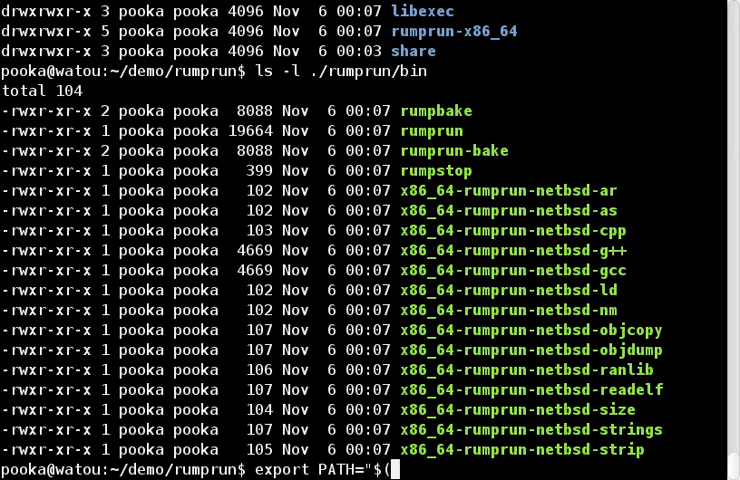 drwxrwxr-x 3 pooka pooka 4096 Nov  6 00:07 libexec
drwxrwxr-x 5 pooka pooka 4096 Nov  6 00:07 rumprun-x86_64
drwxrwxr-x 3 pooka pooka 4096 Nov  6 00:03 share
pooka@watou:~/demo/rumprun$ ls -l ./rumprun/bin
total 104
-rwxr-xr-x 2 pooka pooka  8088 Nov  6 00:07 rumpbake
-rwxr-xr-x 1 pooka pooka 19664 Nov  6 00:07 rumprun
-rwxr-xr-x 2 pooka pooka  8088 Nov  6 00:07 rumprun-bake
-rwxr-xr-x 1 pooka pooka   399 Nov  6 00:07 rumpstop
-rwxr-xr-x 1 pooka pooka   102 Nov  6 00:07 x86_64-rumprun-netbsd-ar
-rwxr-xr-x 1 pooka pooka   102 Nov  6 00:07 x86_64-rumprun-netbsd-as
-rwxr-xr-x 1 pooka pooka   103 Nov  6 00:07 x86_64-rumprun-netbsd-cpp
-rwxr-xr-x 1 pooka pooka  4669 Nov  6 00:07 x86_64-rumprun-netbsd-g++
-rwxr-xr-x 1 pooka pooka  4669 Nov  6 00:07 x86_64-rumprun-netbsd-gcc
-rwxr-xr-x 1 pooka pooka   102 Nov  6 00:07 x86_64-rumprun-netbsd-ld
-rwxr-xr-x 1 pooka pooka   102 Nov  6 00:07 x86_64-rumprun-netbsd-nm
-rwxr-xr-x 1 pooka pooka   107 Nov  6 00:07 x86_64-rumprun-netbsd-objcopy
-rwxr-xr-x 1 pooka pooka   107 Nov  6 00:07 x86_64-rumprun-netbsd-objdump
-rwxr-xr-x 1 pooka pooka   106 Nov  6 00:07 x86_64-rumprun-netbsd-ranlib
-rwxr-xr-x 1 pooka pooka   107 Nov  6 00:07 x86_64-rumprun-netbsd-readelf
-rwxr-xr-x 1 pooka pooka   104 Nov  6 00:07 x86_64-rumprun-netbsd-size
-rwxr-xr-x 1 pooka pooka   107 Nov  6 00:07 x86_64-rumprun-netbsd-strings
-rwxr-xr-x 1 pooka pooka   105 Nov  6 00:07 x86_64-rumprun-netbsd-strip
pooka@watou:~/demo/rumprun$ export PATH="$(